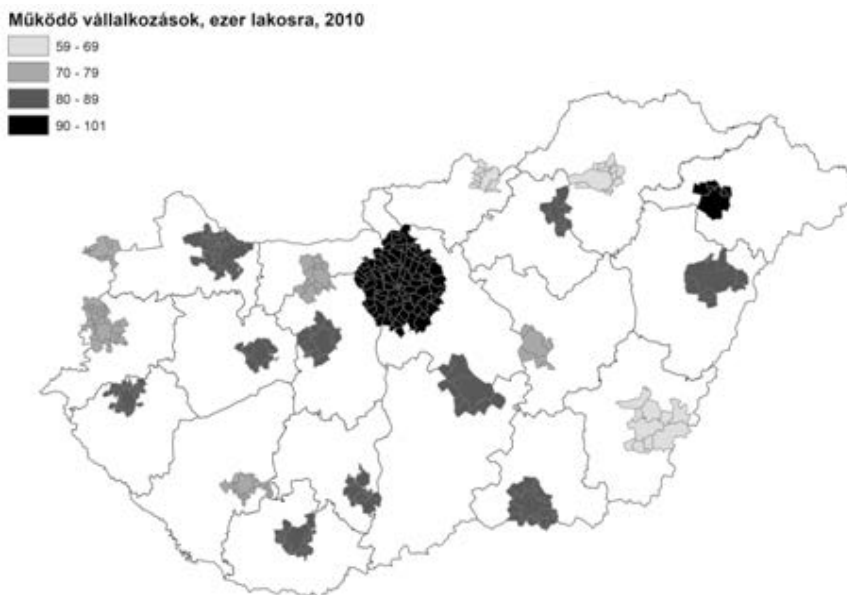 Működő vállalkozások, ezer lakosra, 2010
59 - 69
70 - 79
80 - 89
90 - 101